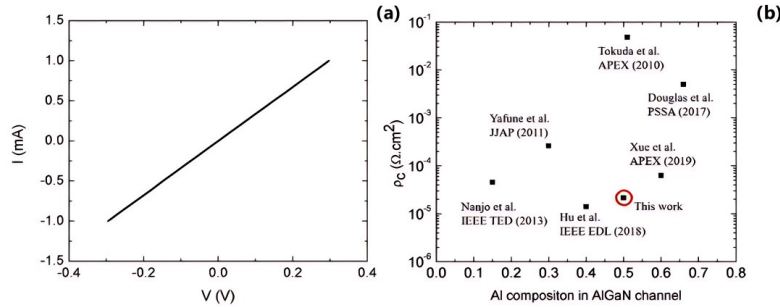 (a)
1.5
1.0
0.5
0.0
-0.5
-1.0
-1.5
I (mA)
-0.4
-0.2
0.0
0.2
0.4
V (V)
(b)
10⁻¹
10⁻²
10⁻³
10⁻⁴
10⁻⁵
10⁻⁶
ρC (Ω.cm²)
Tokuda et al.
APEX (2010)
Douglas et al.
PSSA (2017)
Yafune et al.
JJAP (2011)
Xue et al.
APEX (2019)
Nanjo et al.
IEEE TED (2013)
Hu et al.
IEEE EDL (2018)
This work
0.0
0.1
0.2
0.3
0.4
0.5
0.6
0.7
0.8
Al compositon in AlGaN channel